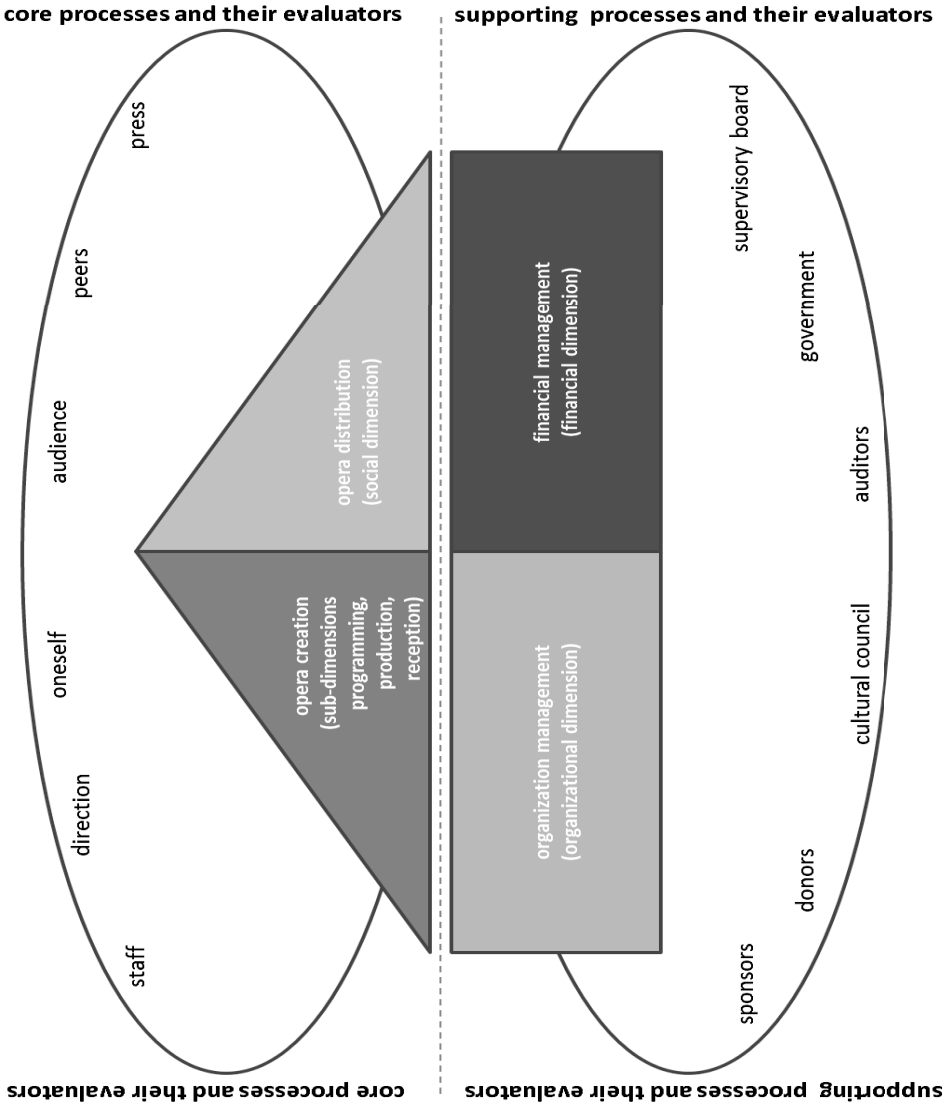 core processes and their evaluators
supporting processes and their evaluators
press
peers
audience
oneself
direction
staff
opera distribution
(social dimension)
opera creation
(sub-dimensions
programming,
production,
reception)
financial management
(financial dimension)
organization management
(organizational dimension)
supervisory board
government
auditors
cultural council
donors
sponsors
core processes and their evaluators
supporting processes and their evaluators